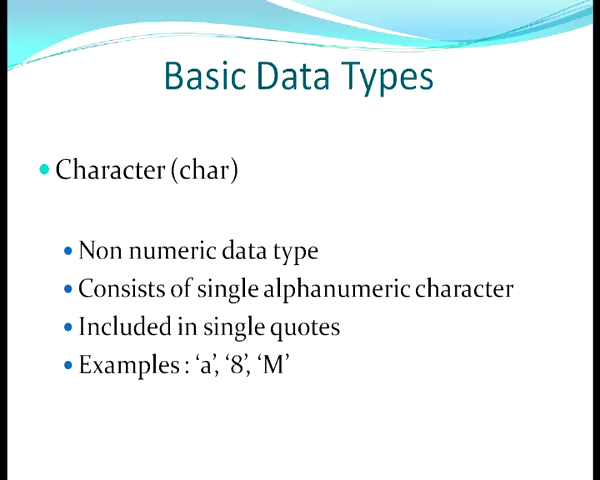 Basic Data Types
Character (char)
Non numeric data type
Consists of single alphanumeric character
Included in single quotes
Examples : ‘a’, ‘8’, ‘M’